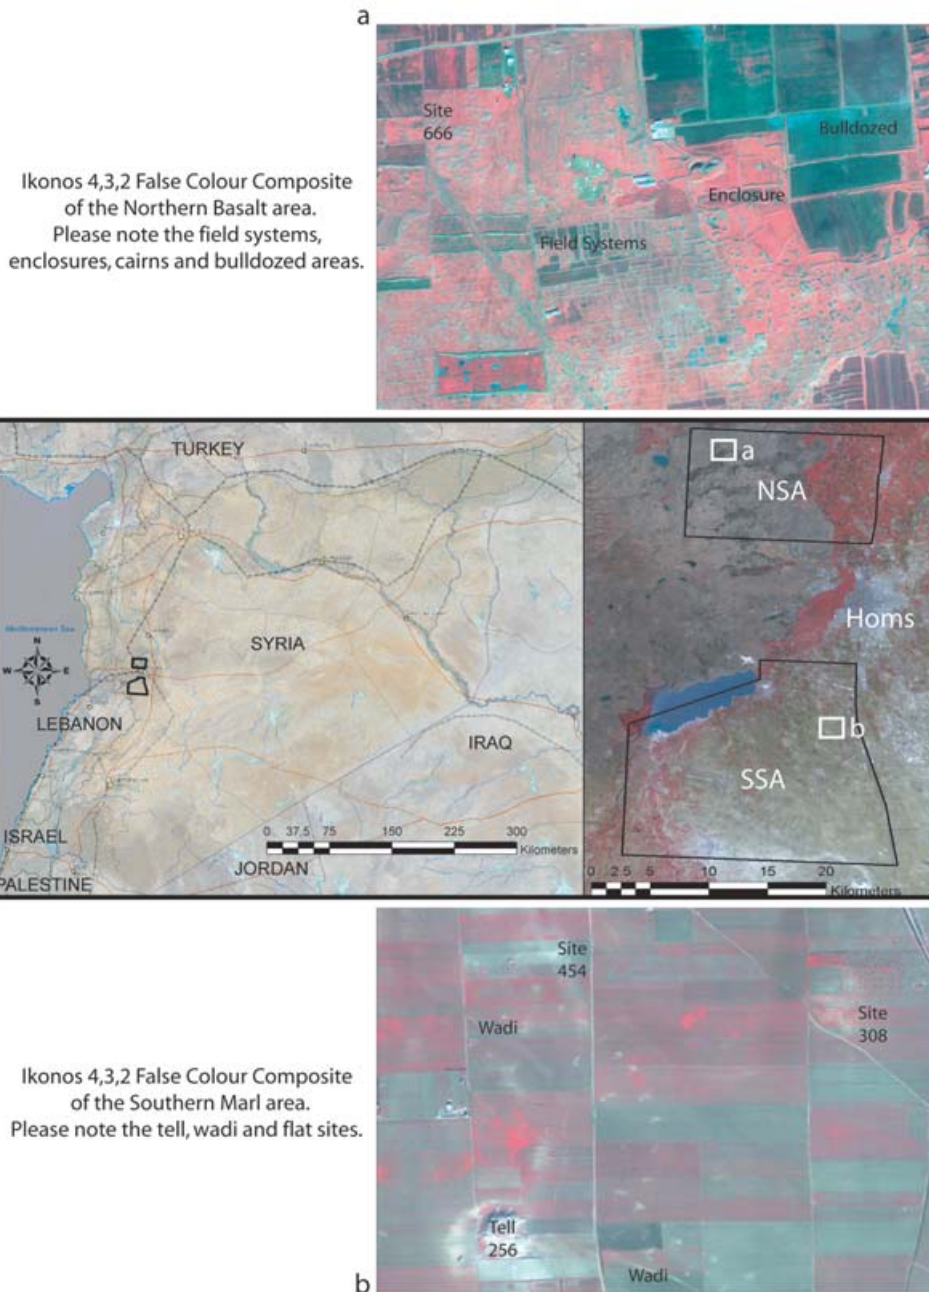 a
Site
666
Bulldozed
Enclosure
Field Systems
Ikonos 4,3,2 False Colour Composite
of the Northern Basalt area.
Please note the field systems,
enclosures, cairns and bulldozed areas.
TURKEY
Mediterranean Sea
N
W E
S
SYRIA
LEBANON
IRAQ
ISRAEL
PALESTINE
JORDAN
0 37.5 75 150 225 300
Kilometers
a
NSA
Homs
b
SSA
0 2.5 5 10 15 20
Kilometers
Site
454
Wadi
Site
308
Ikonos 4,3,2 False Colour Composite
of the Southern Marl area.
Please note the tell, wadi and flat sites.
Tell
256
Wadi
b